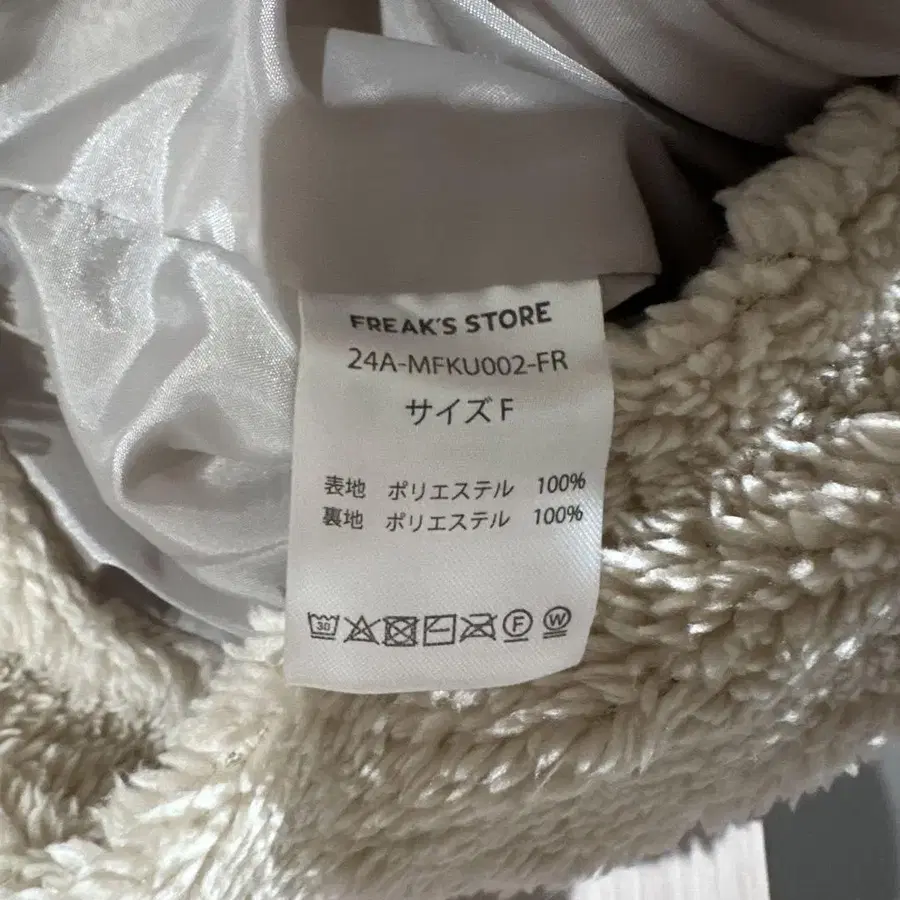 FREAK'S STORE
24A-MFKU002-FR
サイズ F
表地 ポリエステル 100%
裏地 ポリエステル 100%
30 F W